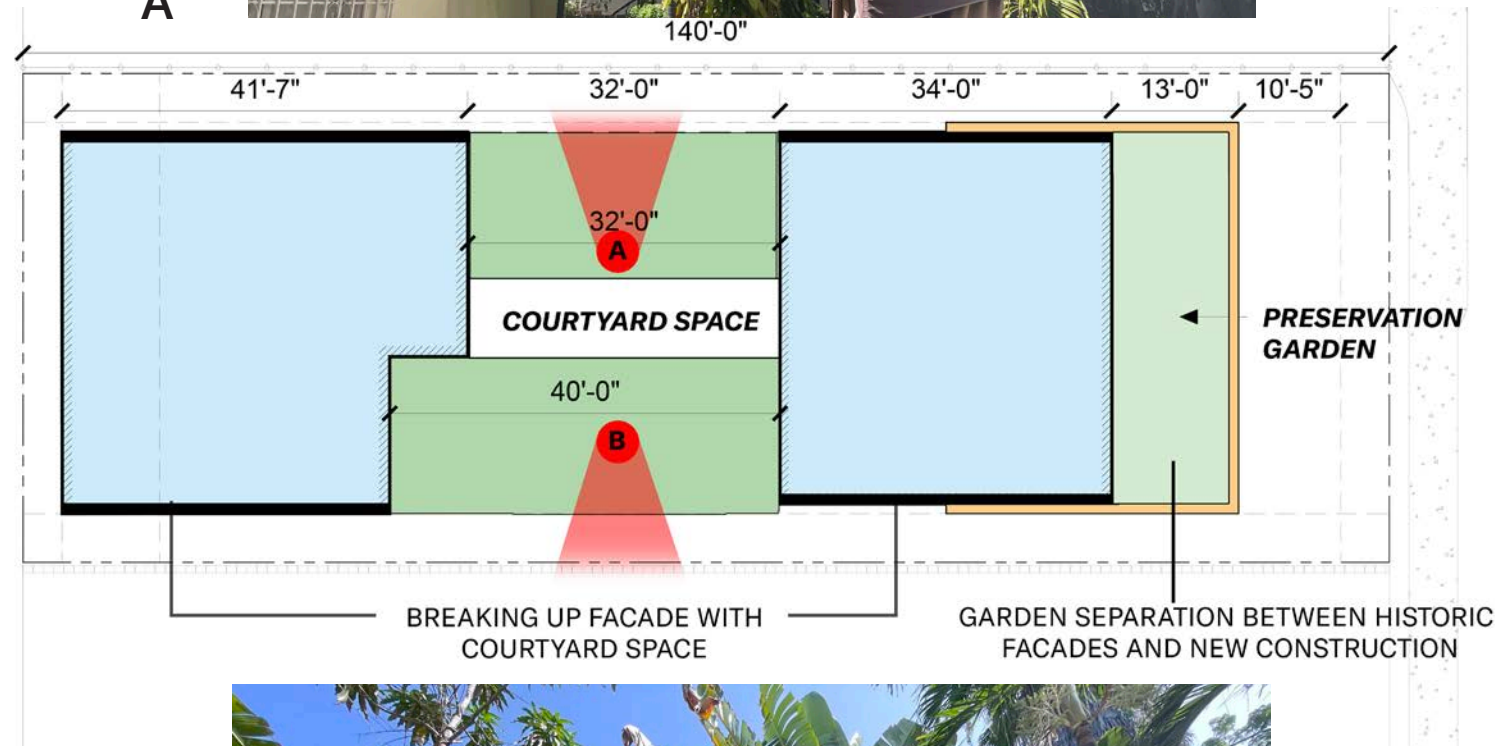 A
140'-0"
41'-7"
32'-0"
34'-0"
13'-0"
10'-5"
32'-0"
A
COURTYARD SPACE
PRESERVATION
GARDEN
40'-0"
B
BREAKING UP FACADE WITH
COURTYARD SPACE
GARDEN SEPARATION BETWEEN HISTORIC
FACADES AND NEW CONSTRUCTION